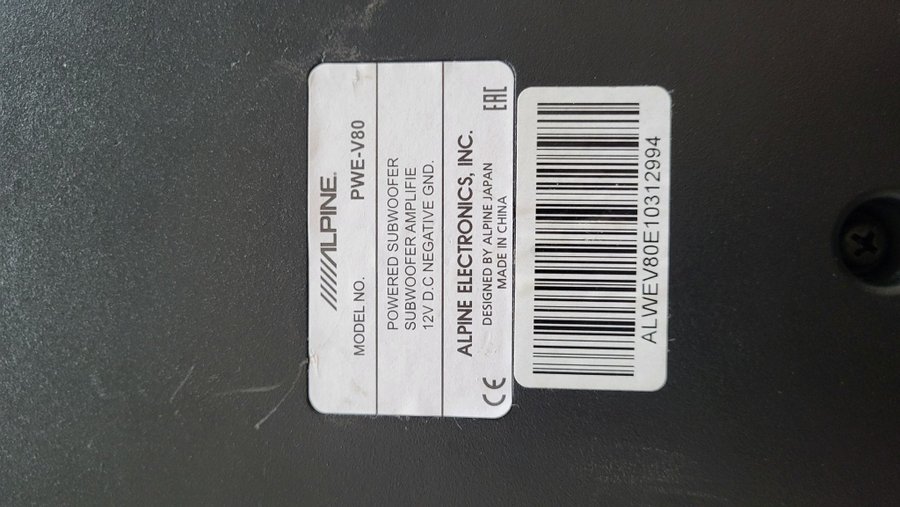 ALPINE®
MODEL NO. PWE-V80
POWERED SUBWOOFER
SUBWOOFER AMPLIFIE
12V D.C NEGATIVE GND.
ALPINE ELECTRONICS, INC.
DESIGNED BY ALPINE JAPAN
MADE IN CHINA
CE EAC
ALWEV80E10312994